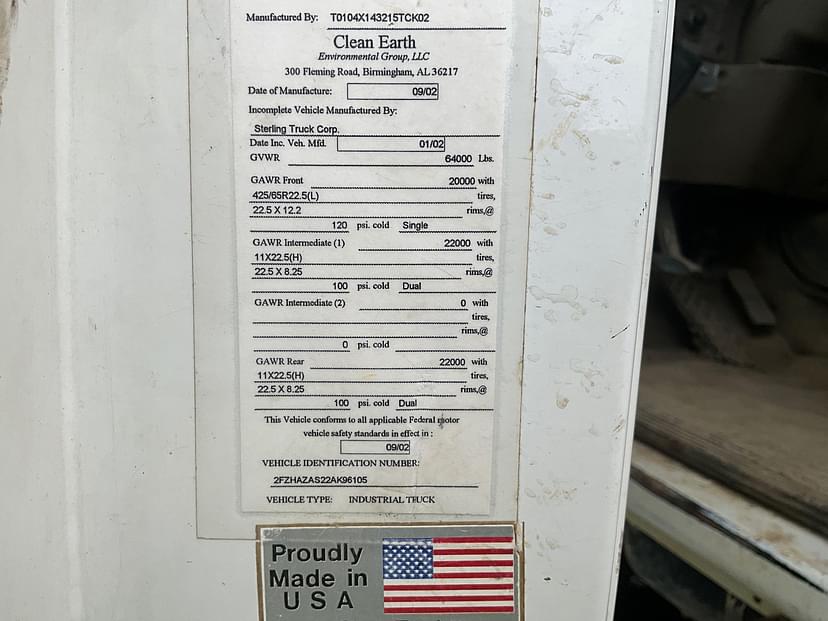 Manufactured By: T0104X143215TCK02
Clean Earth
Environmental Group, LLC
300 Fleming Road, Birmingham, AL 36217
Date of Manufacture: 09/02
Incomplete Vehicle Manufactured By:
Sterling Truck Corp.
Date Inc. Veh. Mfd. 01/02
GVWR 64000 Lbs.
GAWR Front 20000 with
425/65R22.5(L) tires,
22.5 X 12.2 rims,@
120 psi. cold Single
GAWR Intermediate (1) 22000 with
11X22.5(H) tires,
22.5 X 8.25 rims,@
100 psi. cold Dual
GAWR Intermediate (2) 0 with
tires,
rims,@
0 psi. cold
GAWR Rear 22000 with
11X22.5(H) tires,
22.5 X 8.25 rims,@
100 psi. cold Dual
This Vehicle conforms to all applicable Federal motor
vehicle safety standards in effect in :
09/02
VEHICLE IDENTIFICATION NUMBER:
2FZHAZAS22AK96105
VEHICLE TYPE: INDUSTRIAL TRUCK
Proudly
Made in
U S A